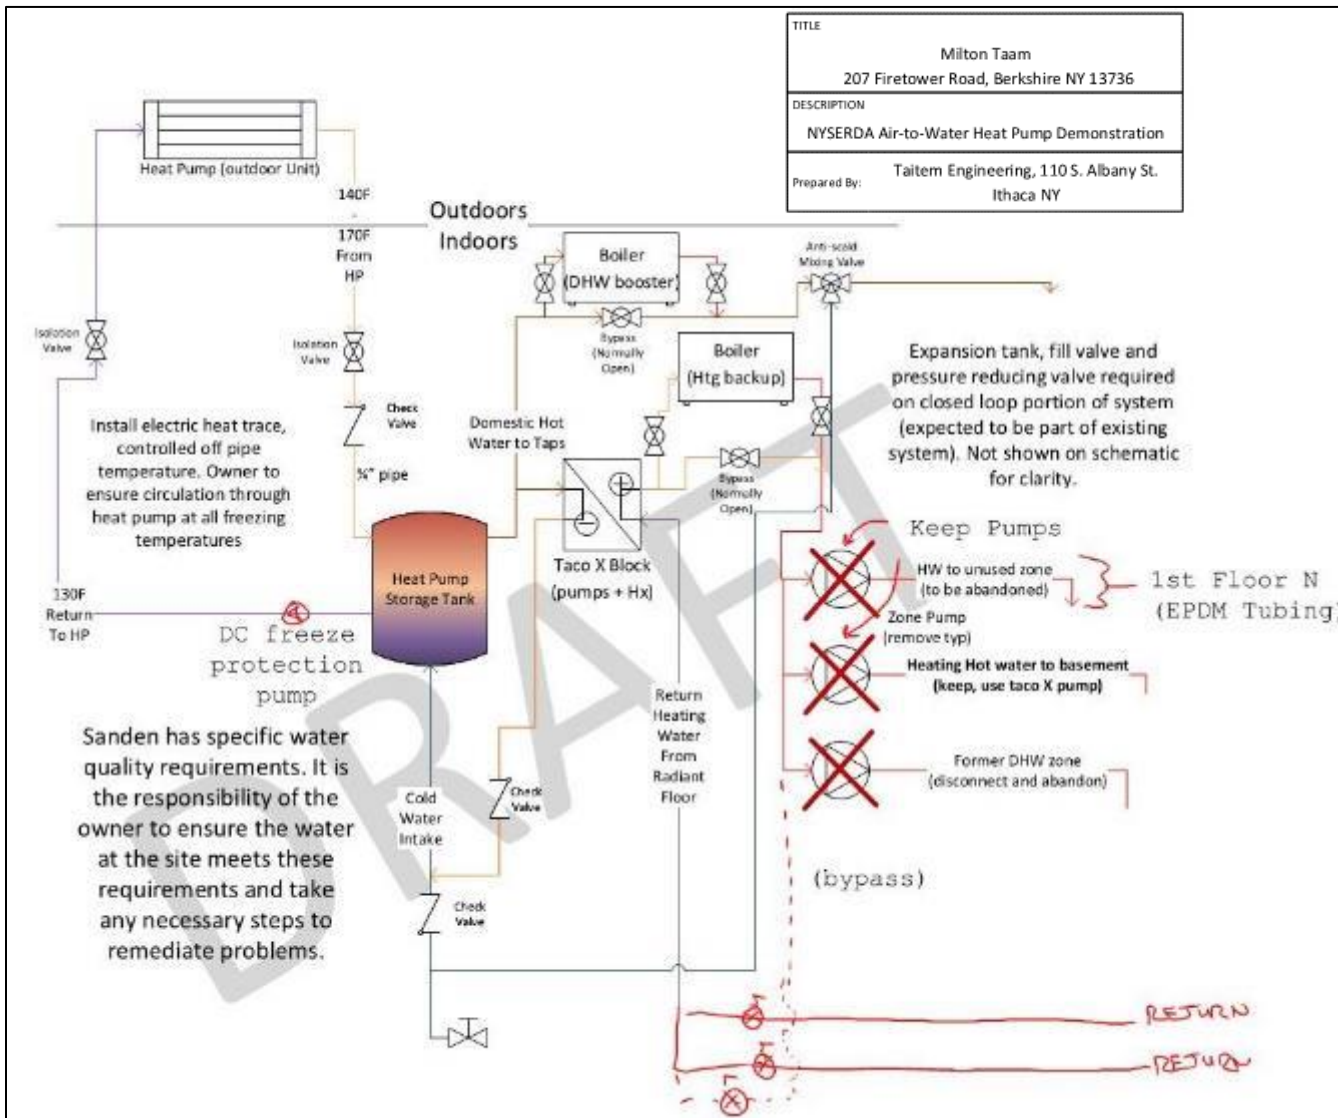 TITLE
Milton Taam
207 Firetower Road, Berkshire NY 13736
DESCRIPTION
NYSERDA Air-to-Water Heat Pump Demonstration
Prepared By:
Taitem Engineering, 110 S. Albany St.
Ithaca NY
Heat Pump (outdoor Unit)
140F
-
170F
From
HP
Outdoors
Indoors
Boiler
(DHW booster)
Anti-scald
Mixing Valve
Isolation
Valve
Isolation
Valve
Bypass
(Normally
Open)
Boiler
(Htg backup)
Expansion tank, fill valve and
pressure reducing valve required
on closed loop portion of system
(expected to be part of existing
system). Not shown on schematic
for clarity.
Check
Valve
Install electric heat trace,
controlled off pipe
temperature. Owner to
ensure circulation through
heat pump at all freezing
temperatures
Domestic Hot
Water to Taps
¾" pipe
Bypass
(Normally
Open)
Keep Pumps
Heat Pump
Storage Tank
Taco X Block
(pumps + Hx)
HW to unused zone
(to be abandoned)
1st Floor N
(EPDM Tubing)
130F
Return
To HP
DC freeze
protection
pump
Zone Pump
(remove typ)
Heating Hot water to basement
(keep, use taco X pump)
Return
Heating
Water
From
Radiant
Floor
Sanden has specific water
quality requirements. It is
the responsibility of the
owner to ensure the water
at the site meets these
requirements and take
any necessary steps to
remediate problems.
Former DHW zone
(disconnect and abandon)
Cold
Water
Intake
Check
Valve
(bypass)
Check
Valve
RETURN
RETURN
DRAFT